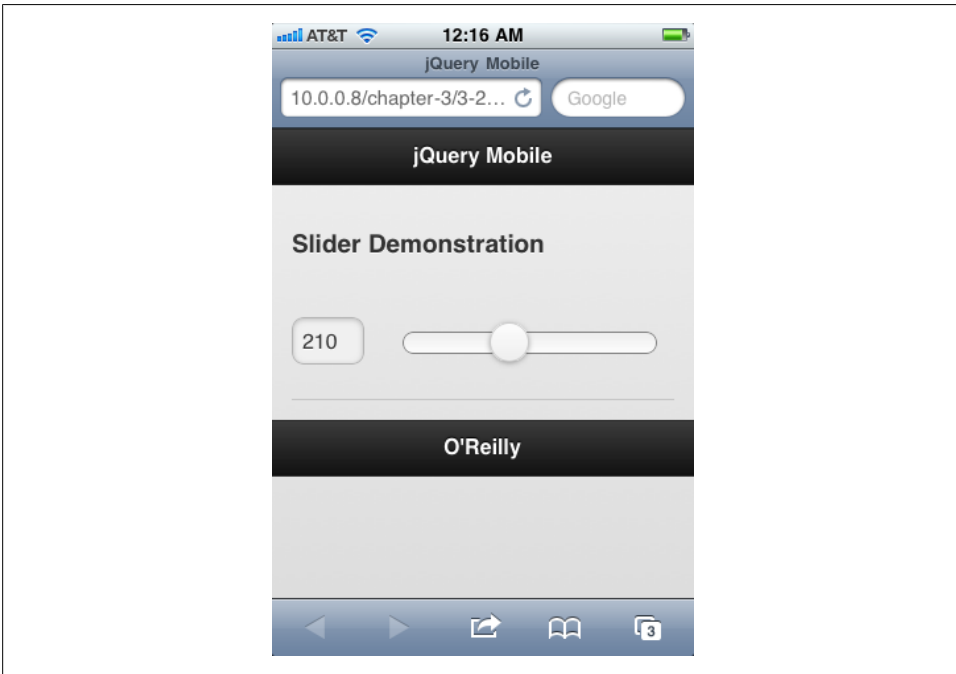 AT&T 12:16 AM
jQuery Mobile
10.0.0.8/chapter-3/3-2... Google
jQuery Mobile
Slider Demonstration
210
O'Reilly
3